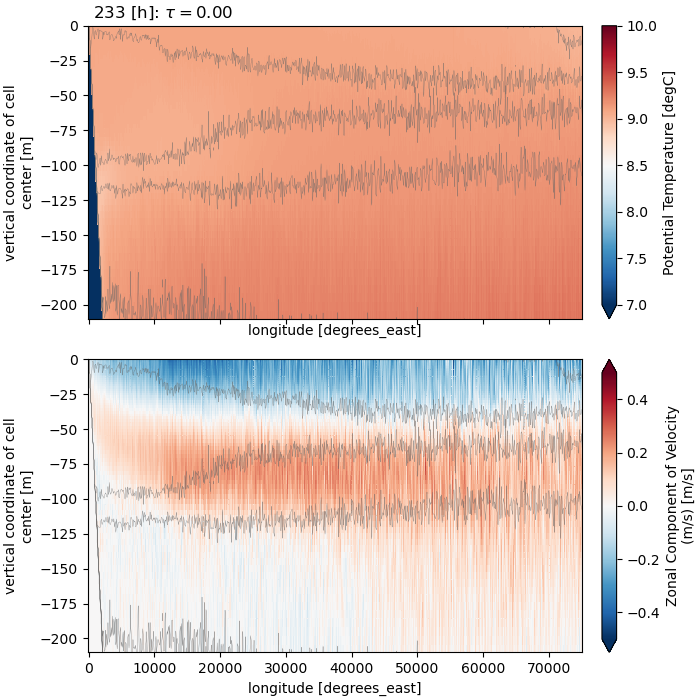 233 [h]: τ = 0.00
0
−25
−50
−75
−100
−125
−150
−175
−200
vertical coordinate of cell
center [m]
longitude [degrees_east]
10.0
9.5
9.0
8.5
8.0
7.5
7.0
Potential Temperature [degC]
0
−25
−50
−75
−100
−125
−150
−175
−200
vertical coordinate of cell
center [m]
0 10000 20000 30000 40000 50000 60000 70000
longitude [degrees_east]
0.4
0.2
0.0
−0.2
−0.4
Zonal Component of Velocity
(m/s) [m/s]